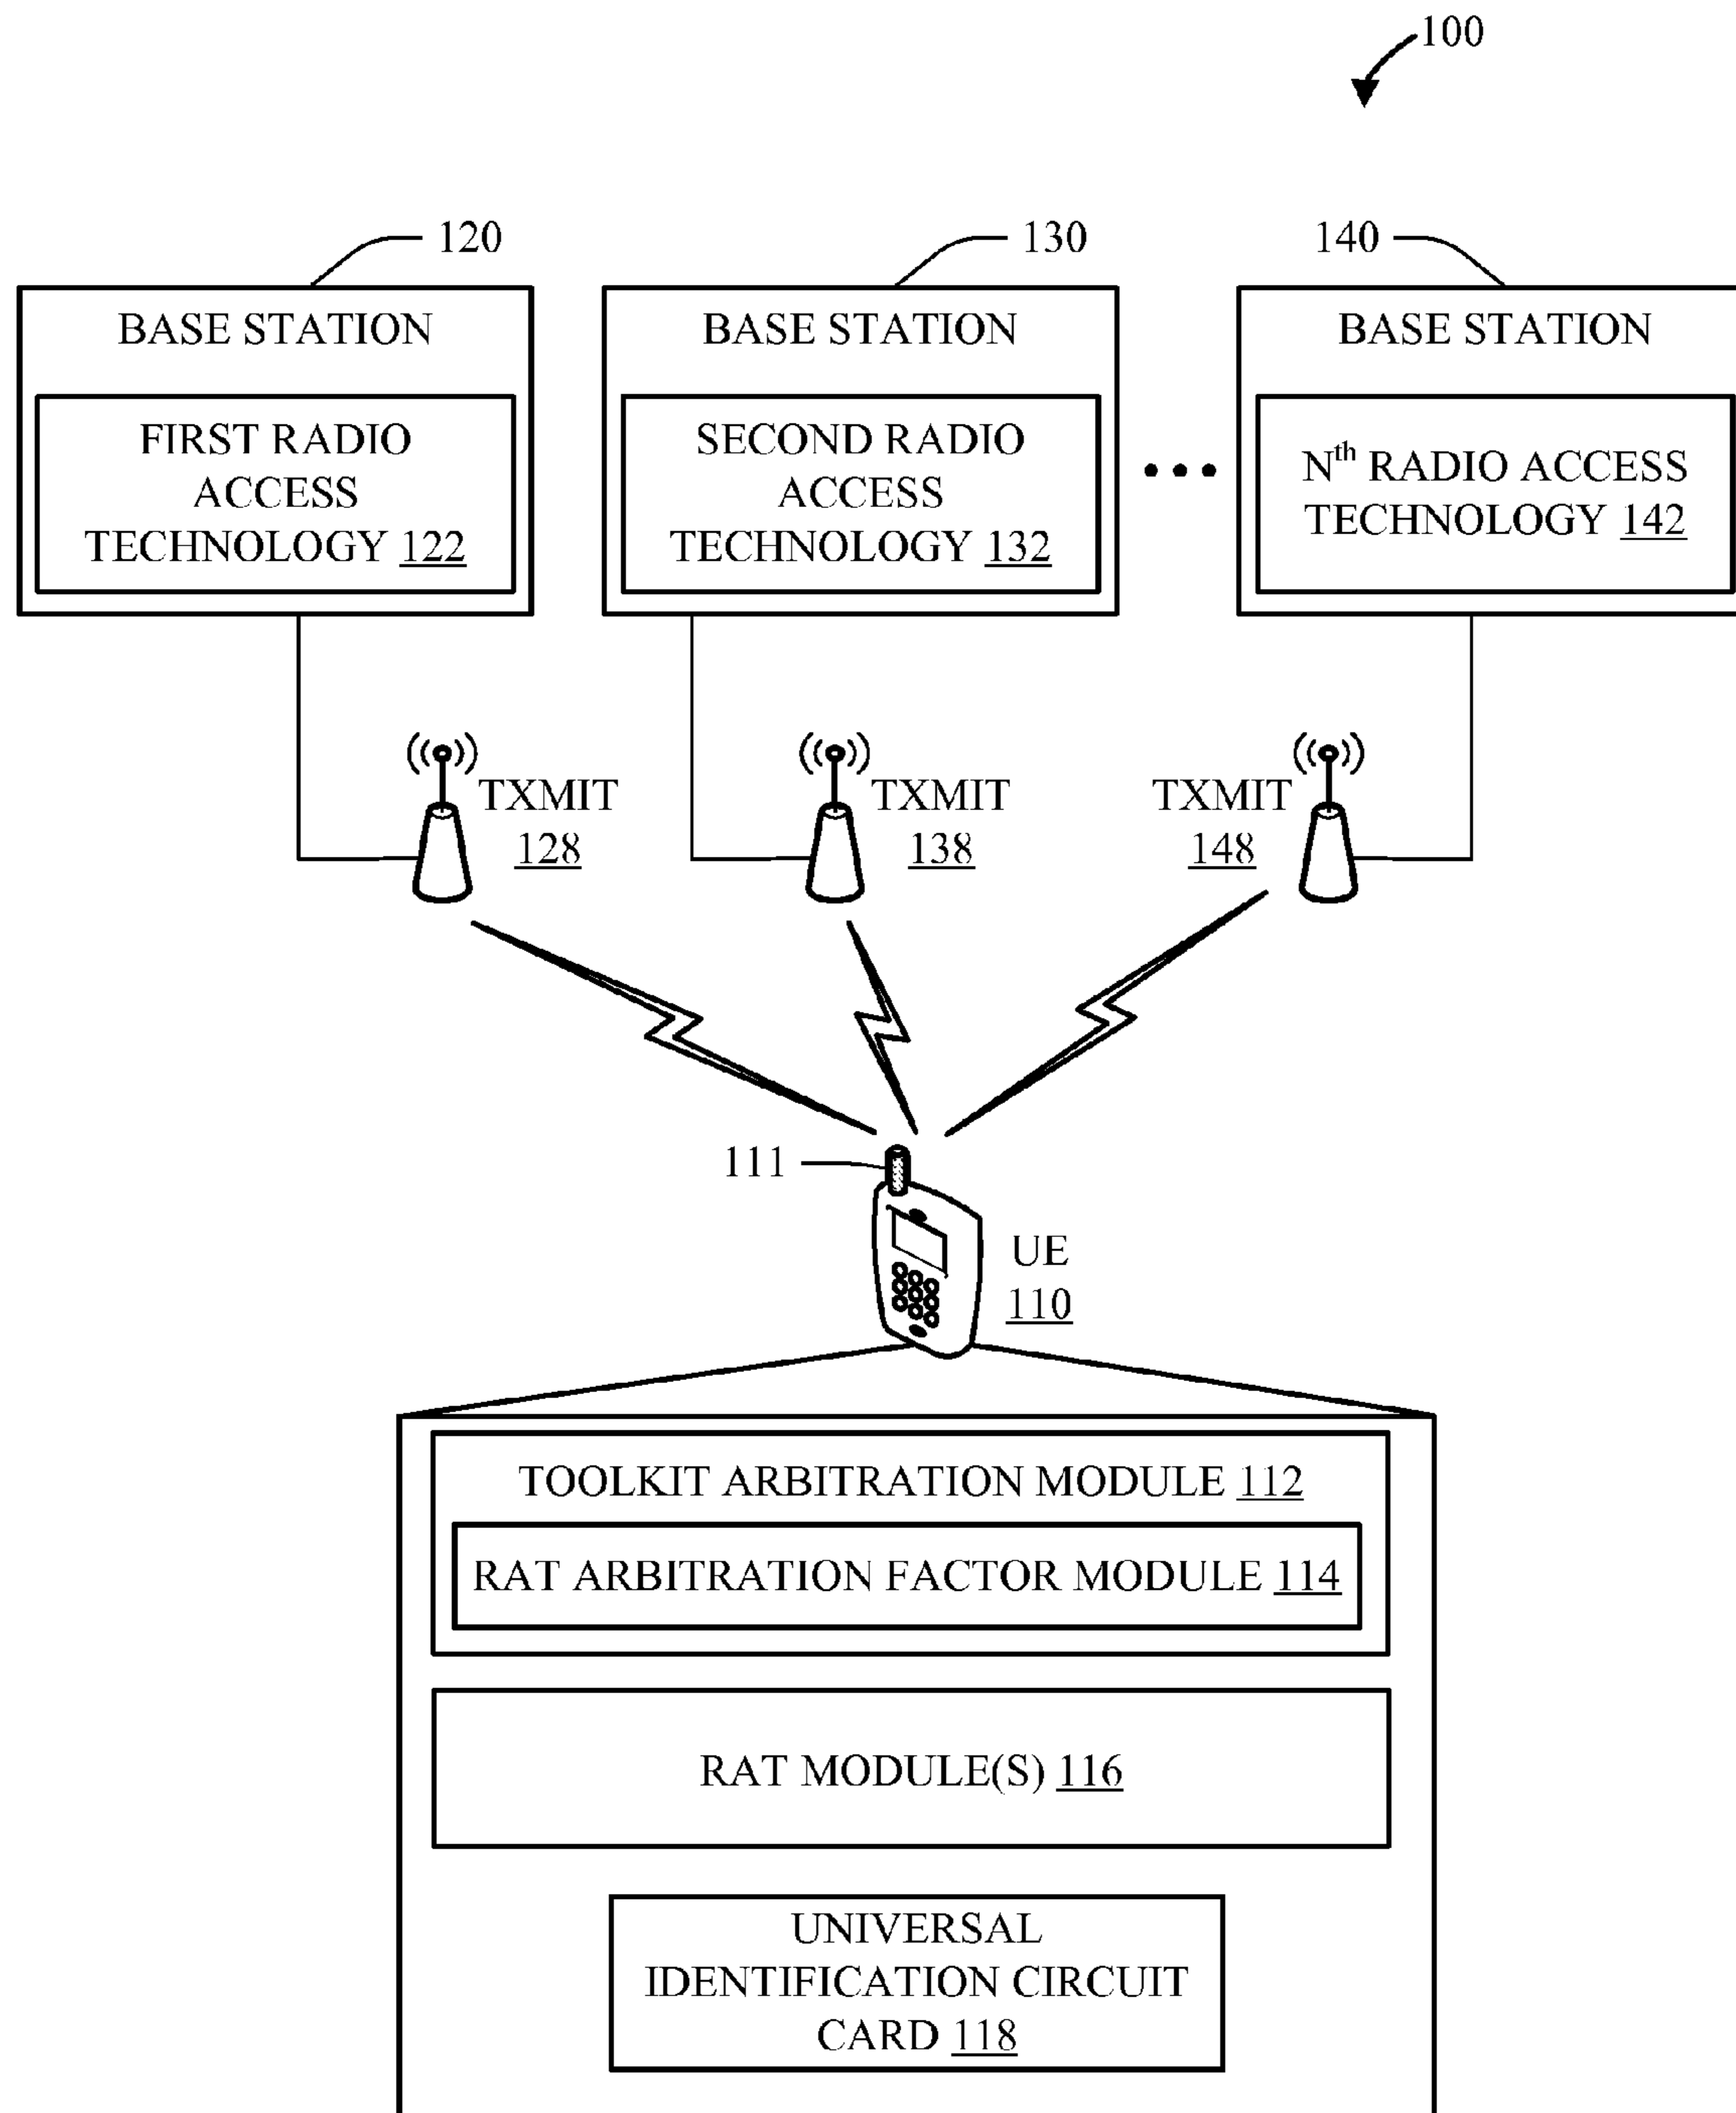 100
120
130
140
BASE STATION
FIRST RADIO
ACCESS
TECHNOLOGY 122
BASE STATION
SECOND RADIO
ACCESS
TECHNOLOGY 132
BASE STATION
Nth RADIO ACCESS
TECHNOLOGY 142
TXMIT
128
TXMIT
138
TXMIT
148
111
UE
110
TOOLKIT ARBITRATION MODULE 112
RAT ARBITRATION FACTOR MODULE 114
RAT MODULE(S) 116
UNIVERSAL
IDENTIFICATION CIRCUIT
CARD 118